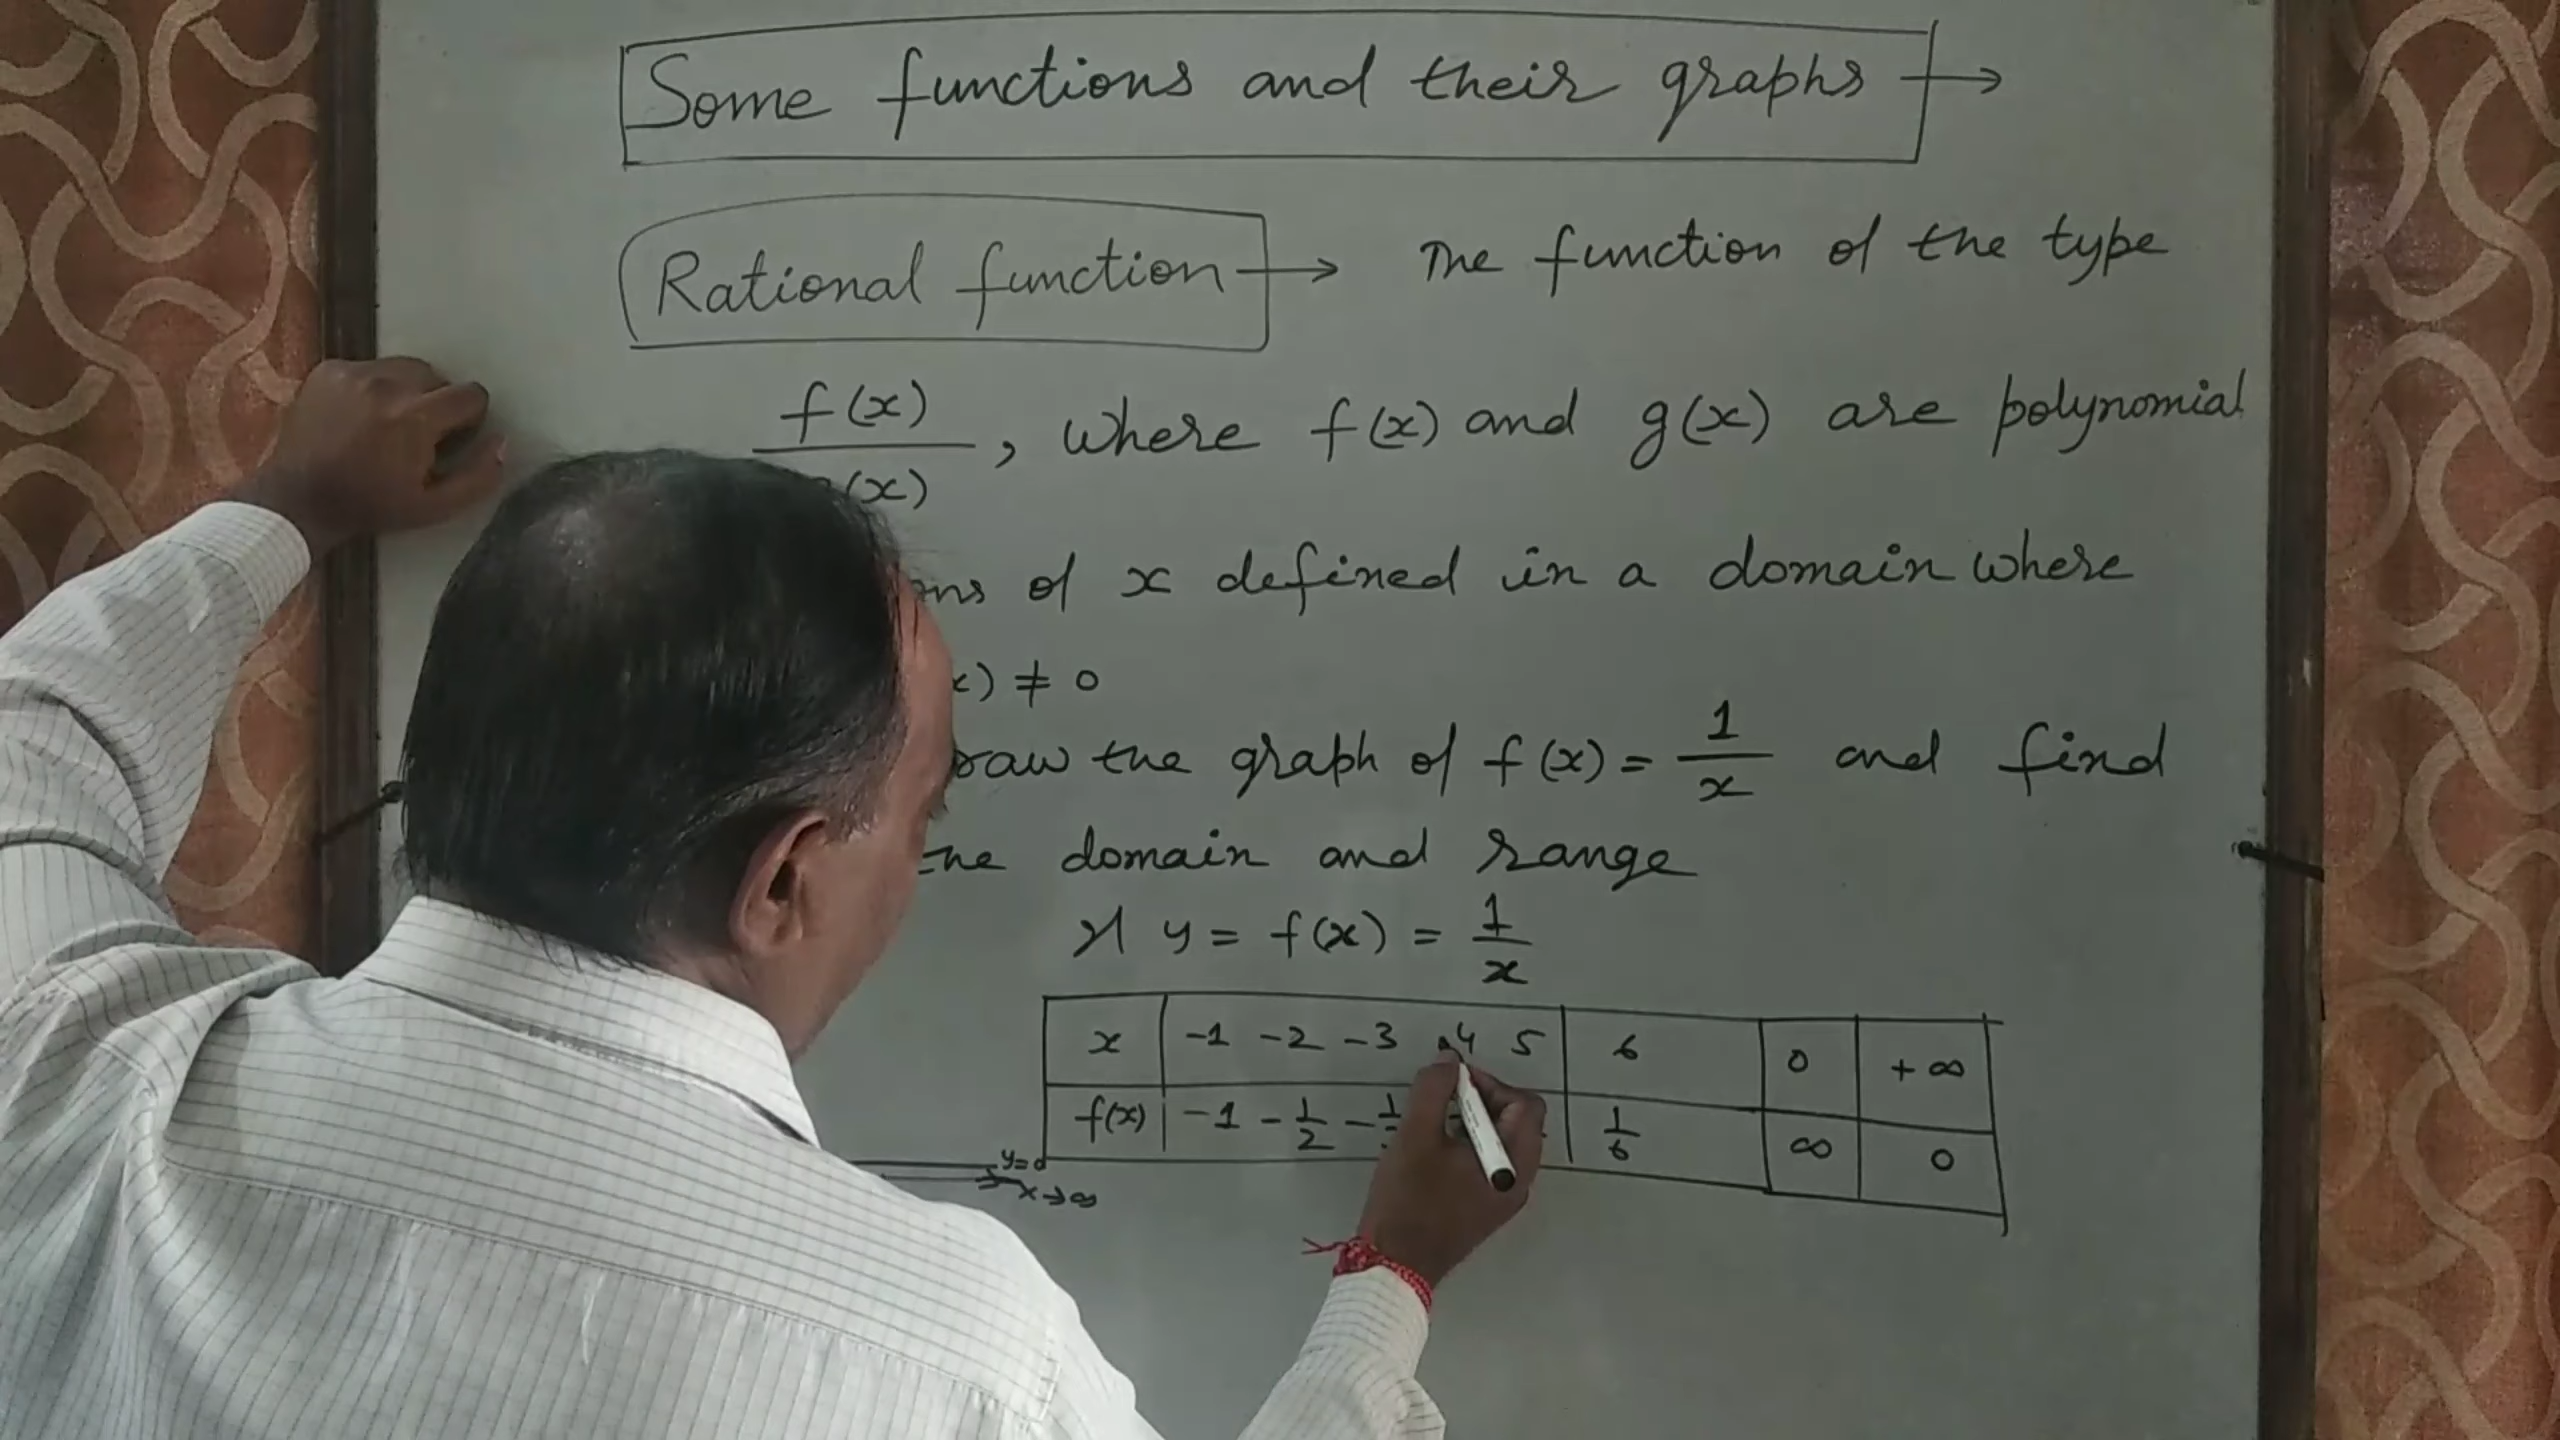 Some functions and their graphs →
Rational function → The function of the type
f(x)/(x), where f(x) and g(x) are polynomial
of x defined in a domain where
) ≠ 0
the graph of f(x) = 1/x and find
domain and range
y = f(x) = 1/x
x -1 -2 -3 4 5 6 0 + ∞
f(x) -1 -1/2 1/6 ∞ 0
x → ∞